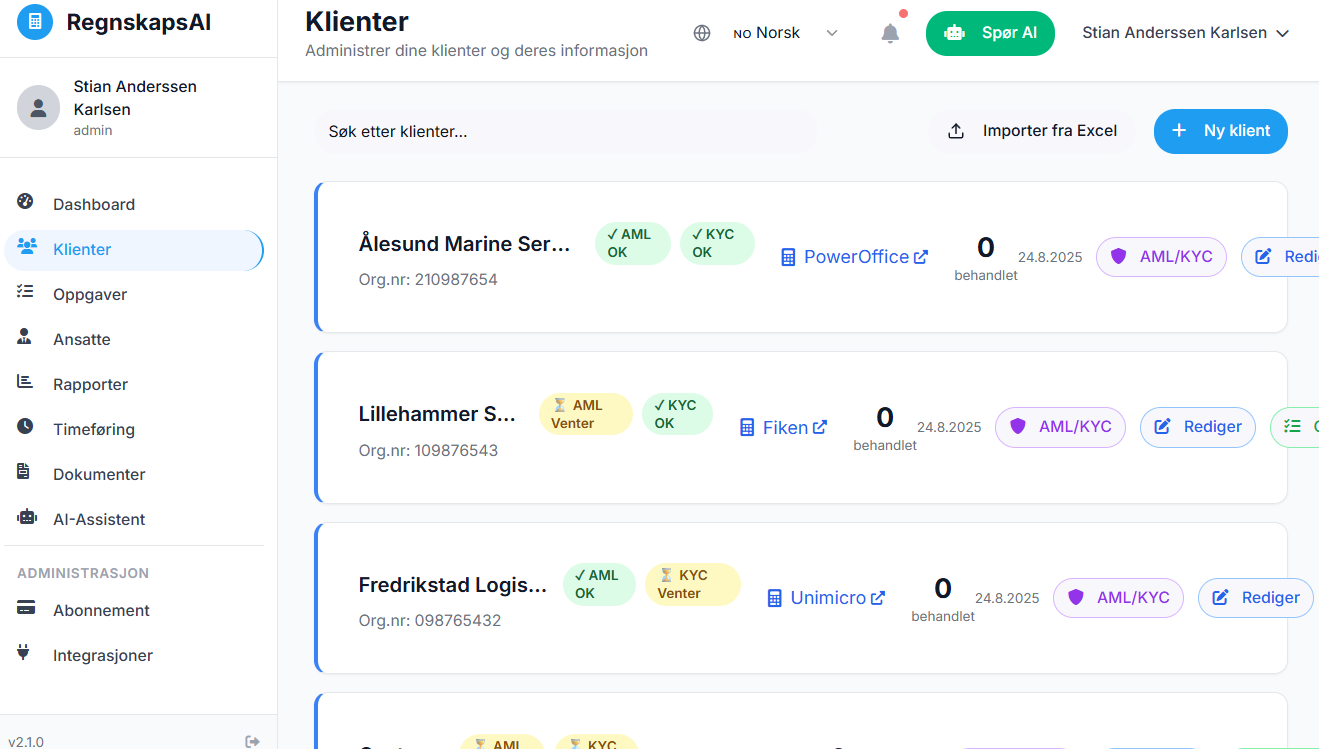 RegnskapsAI
Stian Anderssen
Karlsen
admin
Dashboard
Klienter
Oppgaver
Ansatte
Rapporter
Timeføring
Dokumenter
AI-Assistent
ADMINISTRASJON
Abonnement
Integrasjoner
v2.1.0
Klienter
Administrer dine klienter og deres informasjon
NO Norsk
Spør AI
Stian Anderssen Karlsen
Søk etter klienter...
Importer fra Excel
+ Ny klient
Ålesund Marine Ser...
Org.nr: 210987654
✓ AML
OK
✓ KYC
OK
PowerOffice
0
behandlet
24.8.2025
AML/KYC
Redi
Lillehammer S...
Org.nr: 109876543
⏳ AML
Venter
✓ KYC
OK
Fiken
0
behandlet
24.8.2025
AML/KYC
Rediger
Fredrikstad Logis...
Org.nr: 098765432
✓ AML
OK
⏳ KYC
Venter
Unimicro
0
behandlet
24.8.2025
AML/KYC
Rediger
⏳ AML
⏳ KYC